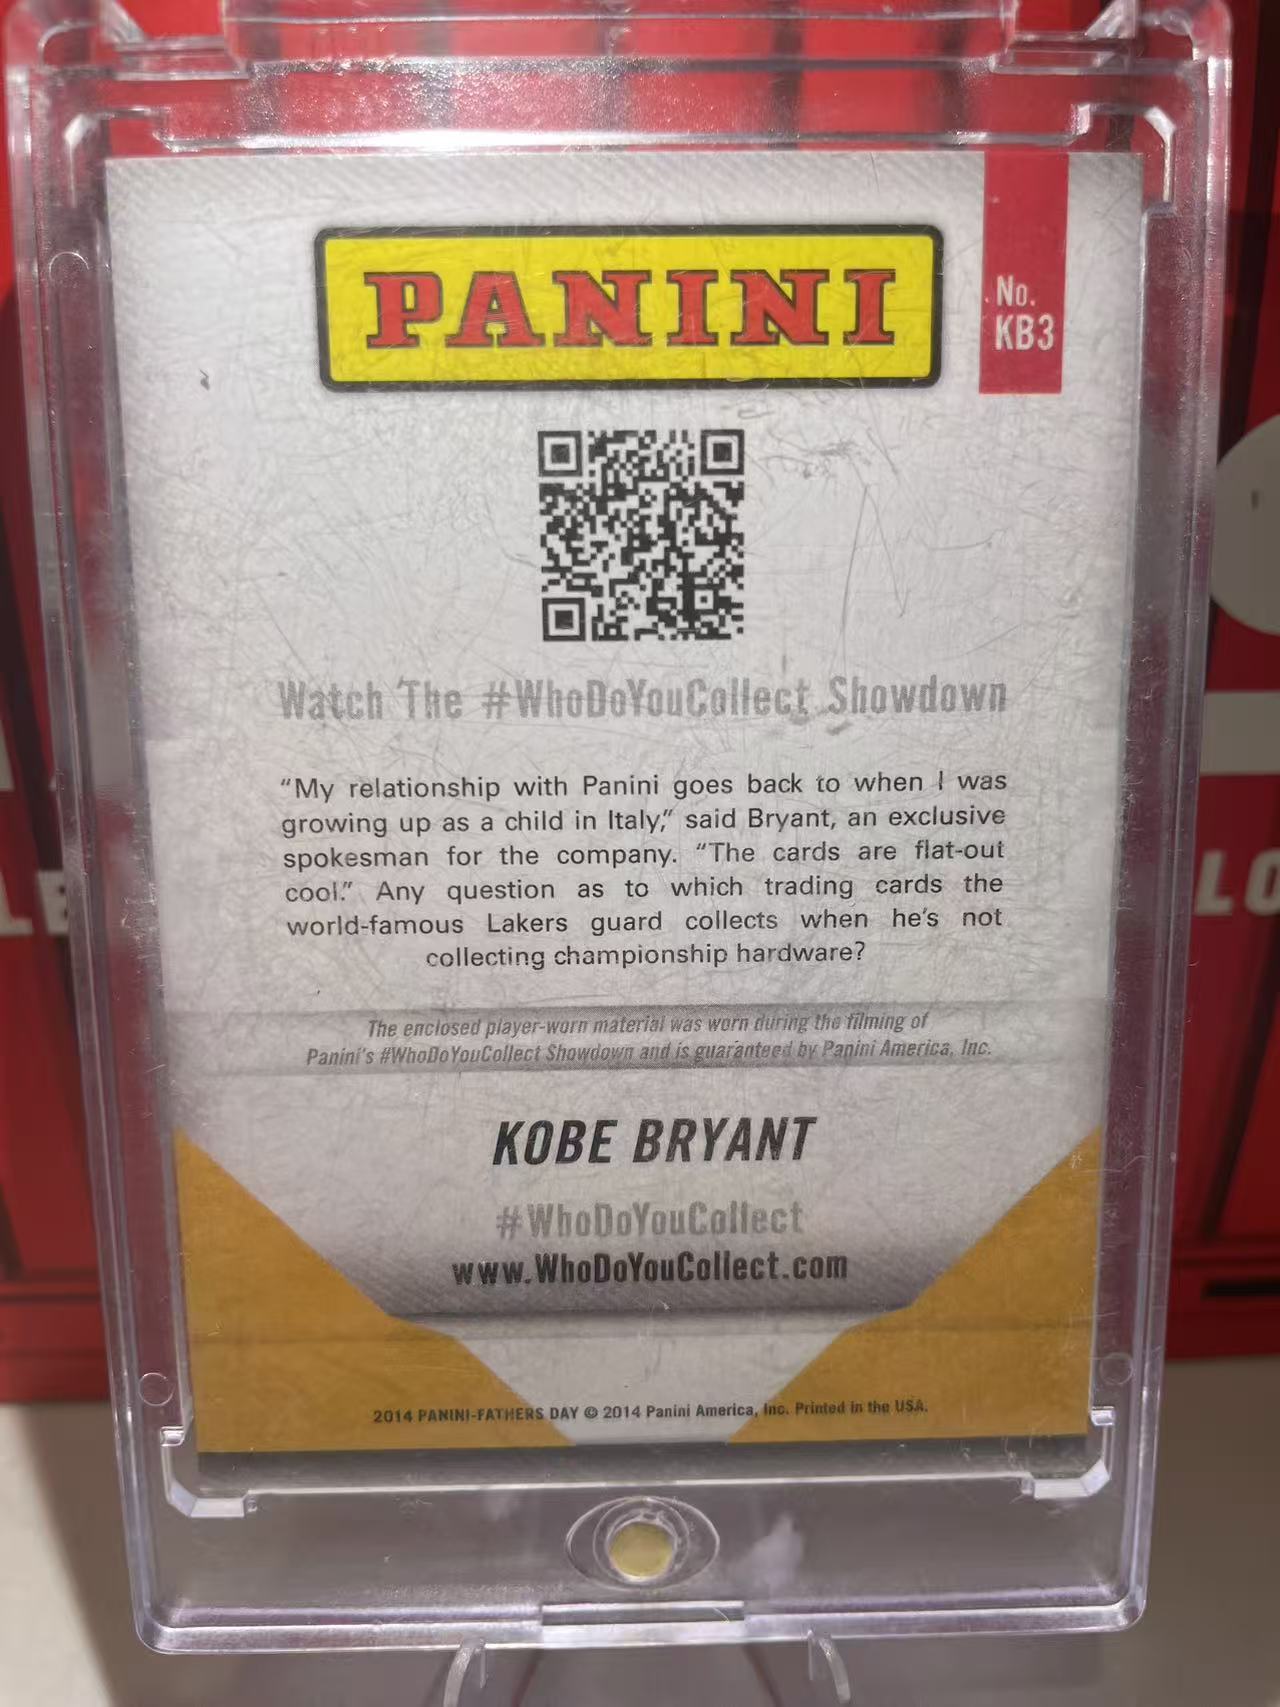 PANINI
No.
KB3
Watch The #WhoDoYouCollect Showdown
“My relationship with Panini goes back to when I was
growing up as a child in Italy,” said Bryant, an exclusive
spokesman for the company. “The cards are flat-out
cool.” Any question as to which trading cards the
world-famous Lakers guard collects when he’s not
collecting championship hardware?
The enclosed player-worn material was worn during the filming of
Panini's #WhoDoYouCollect Showdown and is guaranteed by Panini America, Inc.
KOBE BRYANT
#WhoDoYouCollect
www.WhoDoYouCollect.com
2014 PANINI-FATHERS DAY © 2014 Panini America, Inc. Printed in the USA.